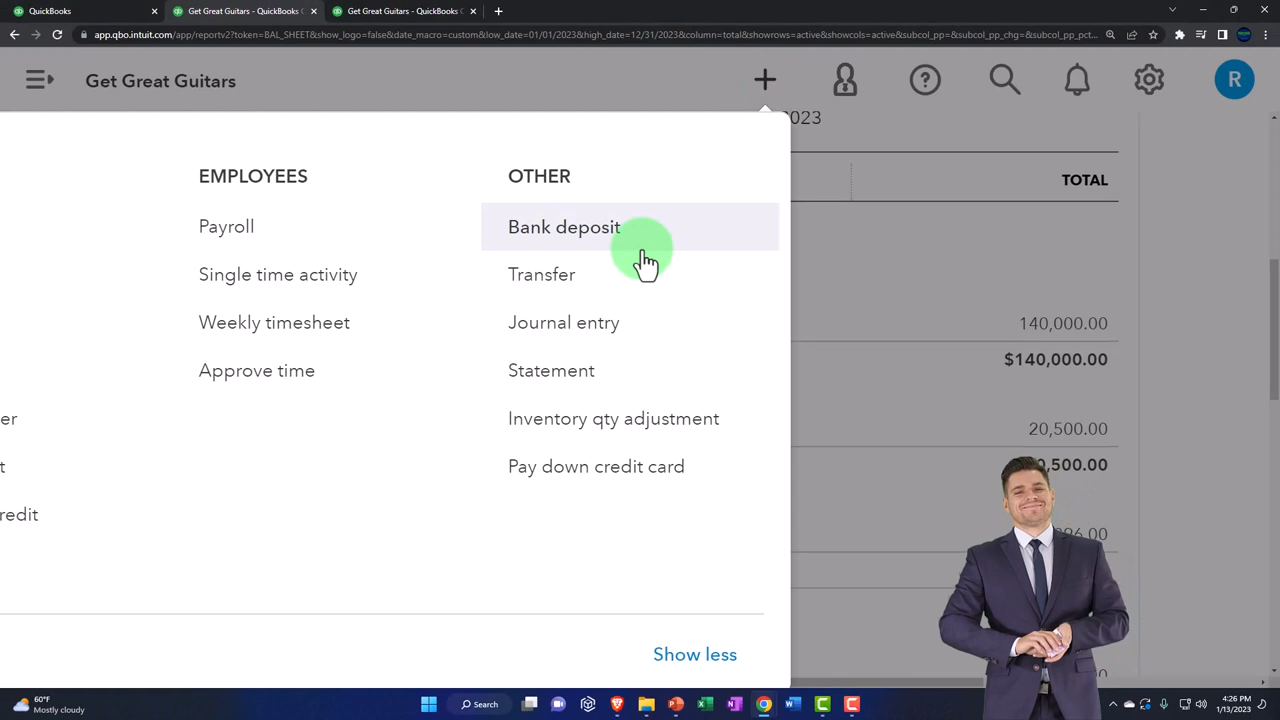 QuickBooks
Get Great Guitars - QuickBooks
Get Great Guitars - QuickBooks C
app.qbo.intuit.com/app/reportv2?token=BAL_SHEET&show_logo=false&date_macro=custom&low_date=01/01/2023&high_date=12/31/2023&column=total&showrows=active&showcols=active&subcol_pp=&subcol_pp_chg=&subcol_pp_pct...
Get Great Guitars
R
2023
EMPLOYEES
OTHER
TOTAL
Payroll
Bank deposit
Single time activity
Transfer
Weekly timesheet
Journal entry
140,000.00
$140,000.00
Approve time
Statement
er
Inventory qty adjustment
20,500.00
t
Pay down credit card
,500.00
redit
Show less
60°F
Mostly cloudy
Search
4:26 PM
1/13/2023